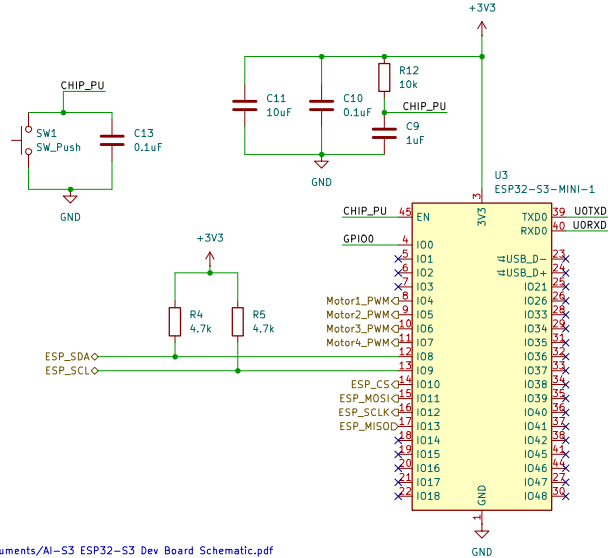 +3V3
CHIP_PU
SW1
SW_Push
C13
0.1uF
GND
C11
10uF
C10
0.1uF
R12
10k
CHIP_PU
C9
1uF
GND
U3
ESP32-S3-MINI-1
3
3V3
CHIP_PU 45 EN
TXD0 39 U0TXD
RXD0 40 U0RXD
GPIO0 4 IO0
5 IO1
USB_D- 23
6 IO2
USB_D+ 24
7 IO3
IO21 25
Motor1_PWM 8 IO4
IO26 26
Motor2_PWM 9 IO5
IO33 28
Motor3_PWM 10 IO6
IO34 29
Motor4_PWM 11 IO7
IO35 31
ESP_SDA 12 IO8
IO36 32
ESP_SCL 13 IO9
IO37 33
ESP_CS 14 IO10
IO38 34
ESP_MOSI 15 IO11
IO39 35
ESP_SCLK 16 IO12
IO40 36
ESP_MISO 17 IO13
IO41 37
18 IO14
IO42 38
19 IO15
IO45 41
20 IO16
IO46 44
21 IO17
IO47 27
22 IO18
IO48 30
+3V3
R4
4.7k
R5
4.7k
GND
1
GND
uments/AI-S3 ESP32-S3 Dev Board Schematic.pdf